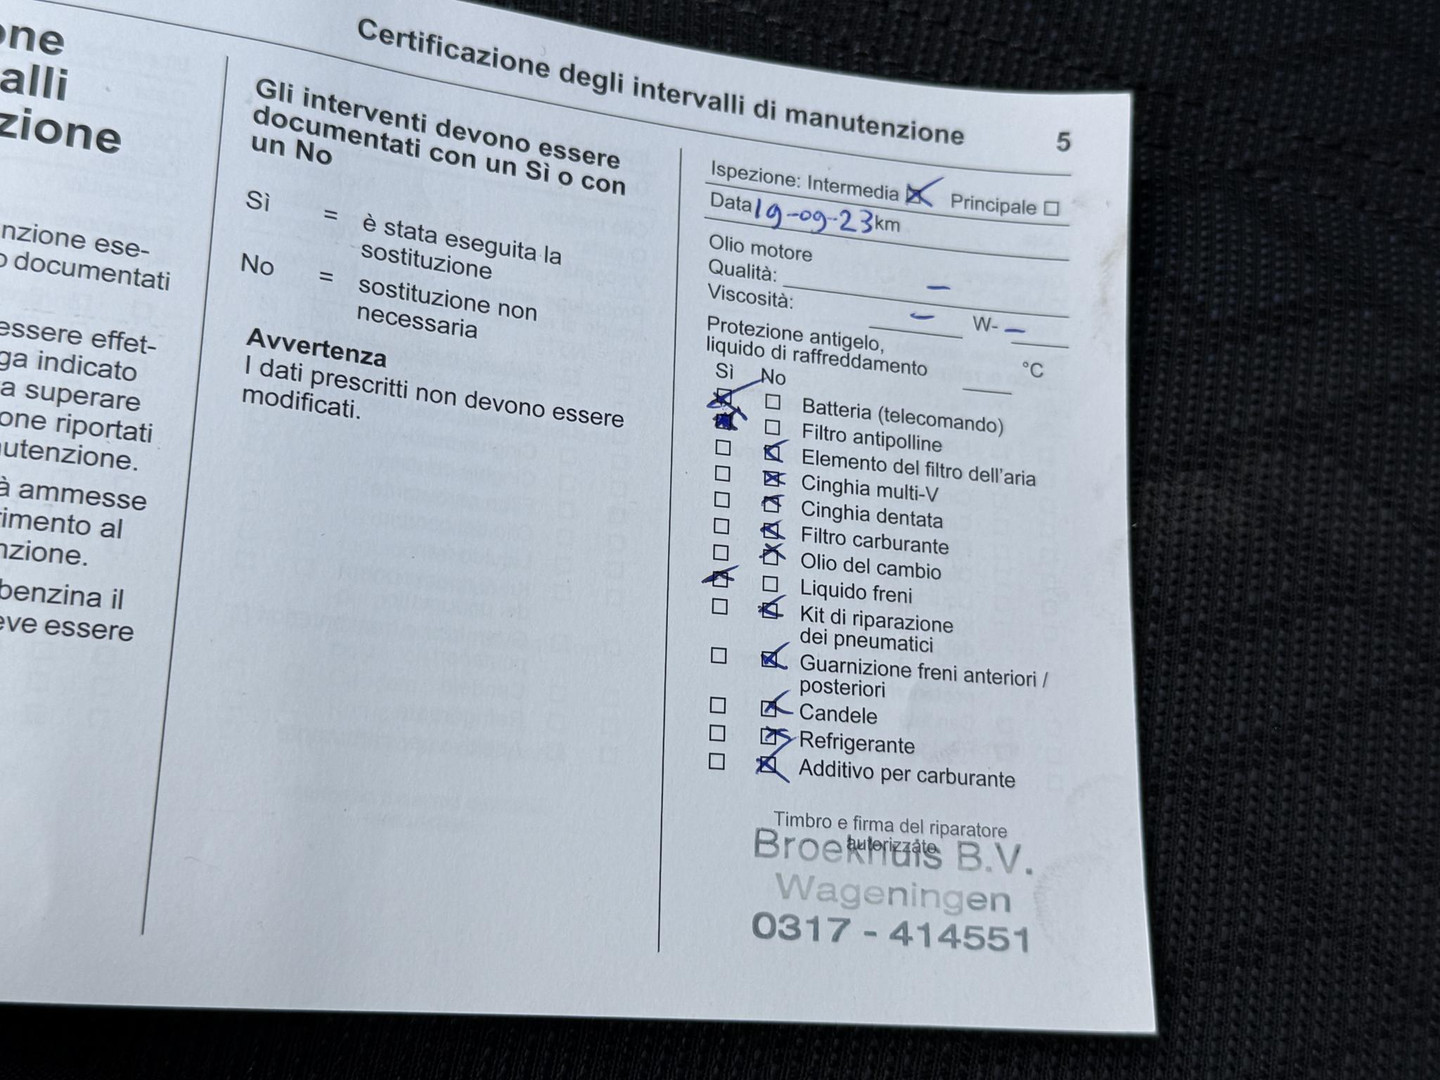 Certificazione degli intervalli di manutenzione 5
one
alli
zione
nzione ese-
o documentati
essere effet-
ga indicato
a superare
one riportati
utenzione.
à ammesse
rimento al
nzione.
benzina il
eve essere
Gli interventi devono essere
documentati con un Sì o con
un No
Sì = è stata eseguita la
sostituzione
No = sostituzione non
necessaria
Avvertenza
I dati prescritti non devono essere
modificati.
Ispezione: Intermedia Principale
Data 19-09-23 km
Olio motore
Qualità: –
Viscosità: – W- –
Protezione antigelo,
liquido di raffreddamento °C
Sì No
Batteria (telecomando)
Filtro antipolline
Elemento del filtro dell'aria
Cinghia multi-V
Cinghia dentata
Filtro carburante
Olio del cambio
Liquido freni
Kit di riparazione
dei pneumatici
Guarnizione freni anteriori /
posteriori
Candele
Refrigerante
Additivo per carburante
Timbro e firma del riparatore
autorizzato
Broekhuis B.V.
Wageningen
0317 - 414551